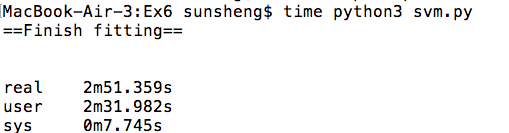 MacBook-Air-3:Ex6 sunsheng$ time python3 svm.py
==Finish fitting==
real 2m51.359s
user 2m31.982s
sys 0m7.745s